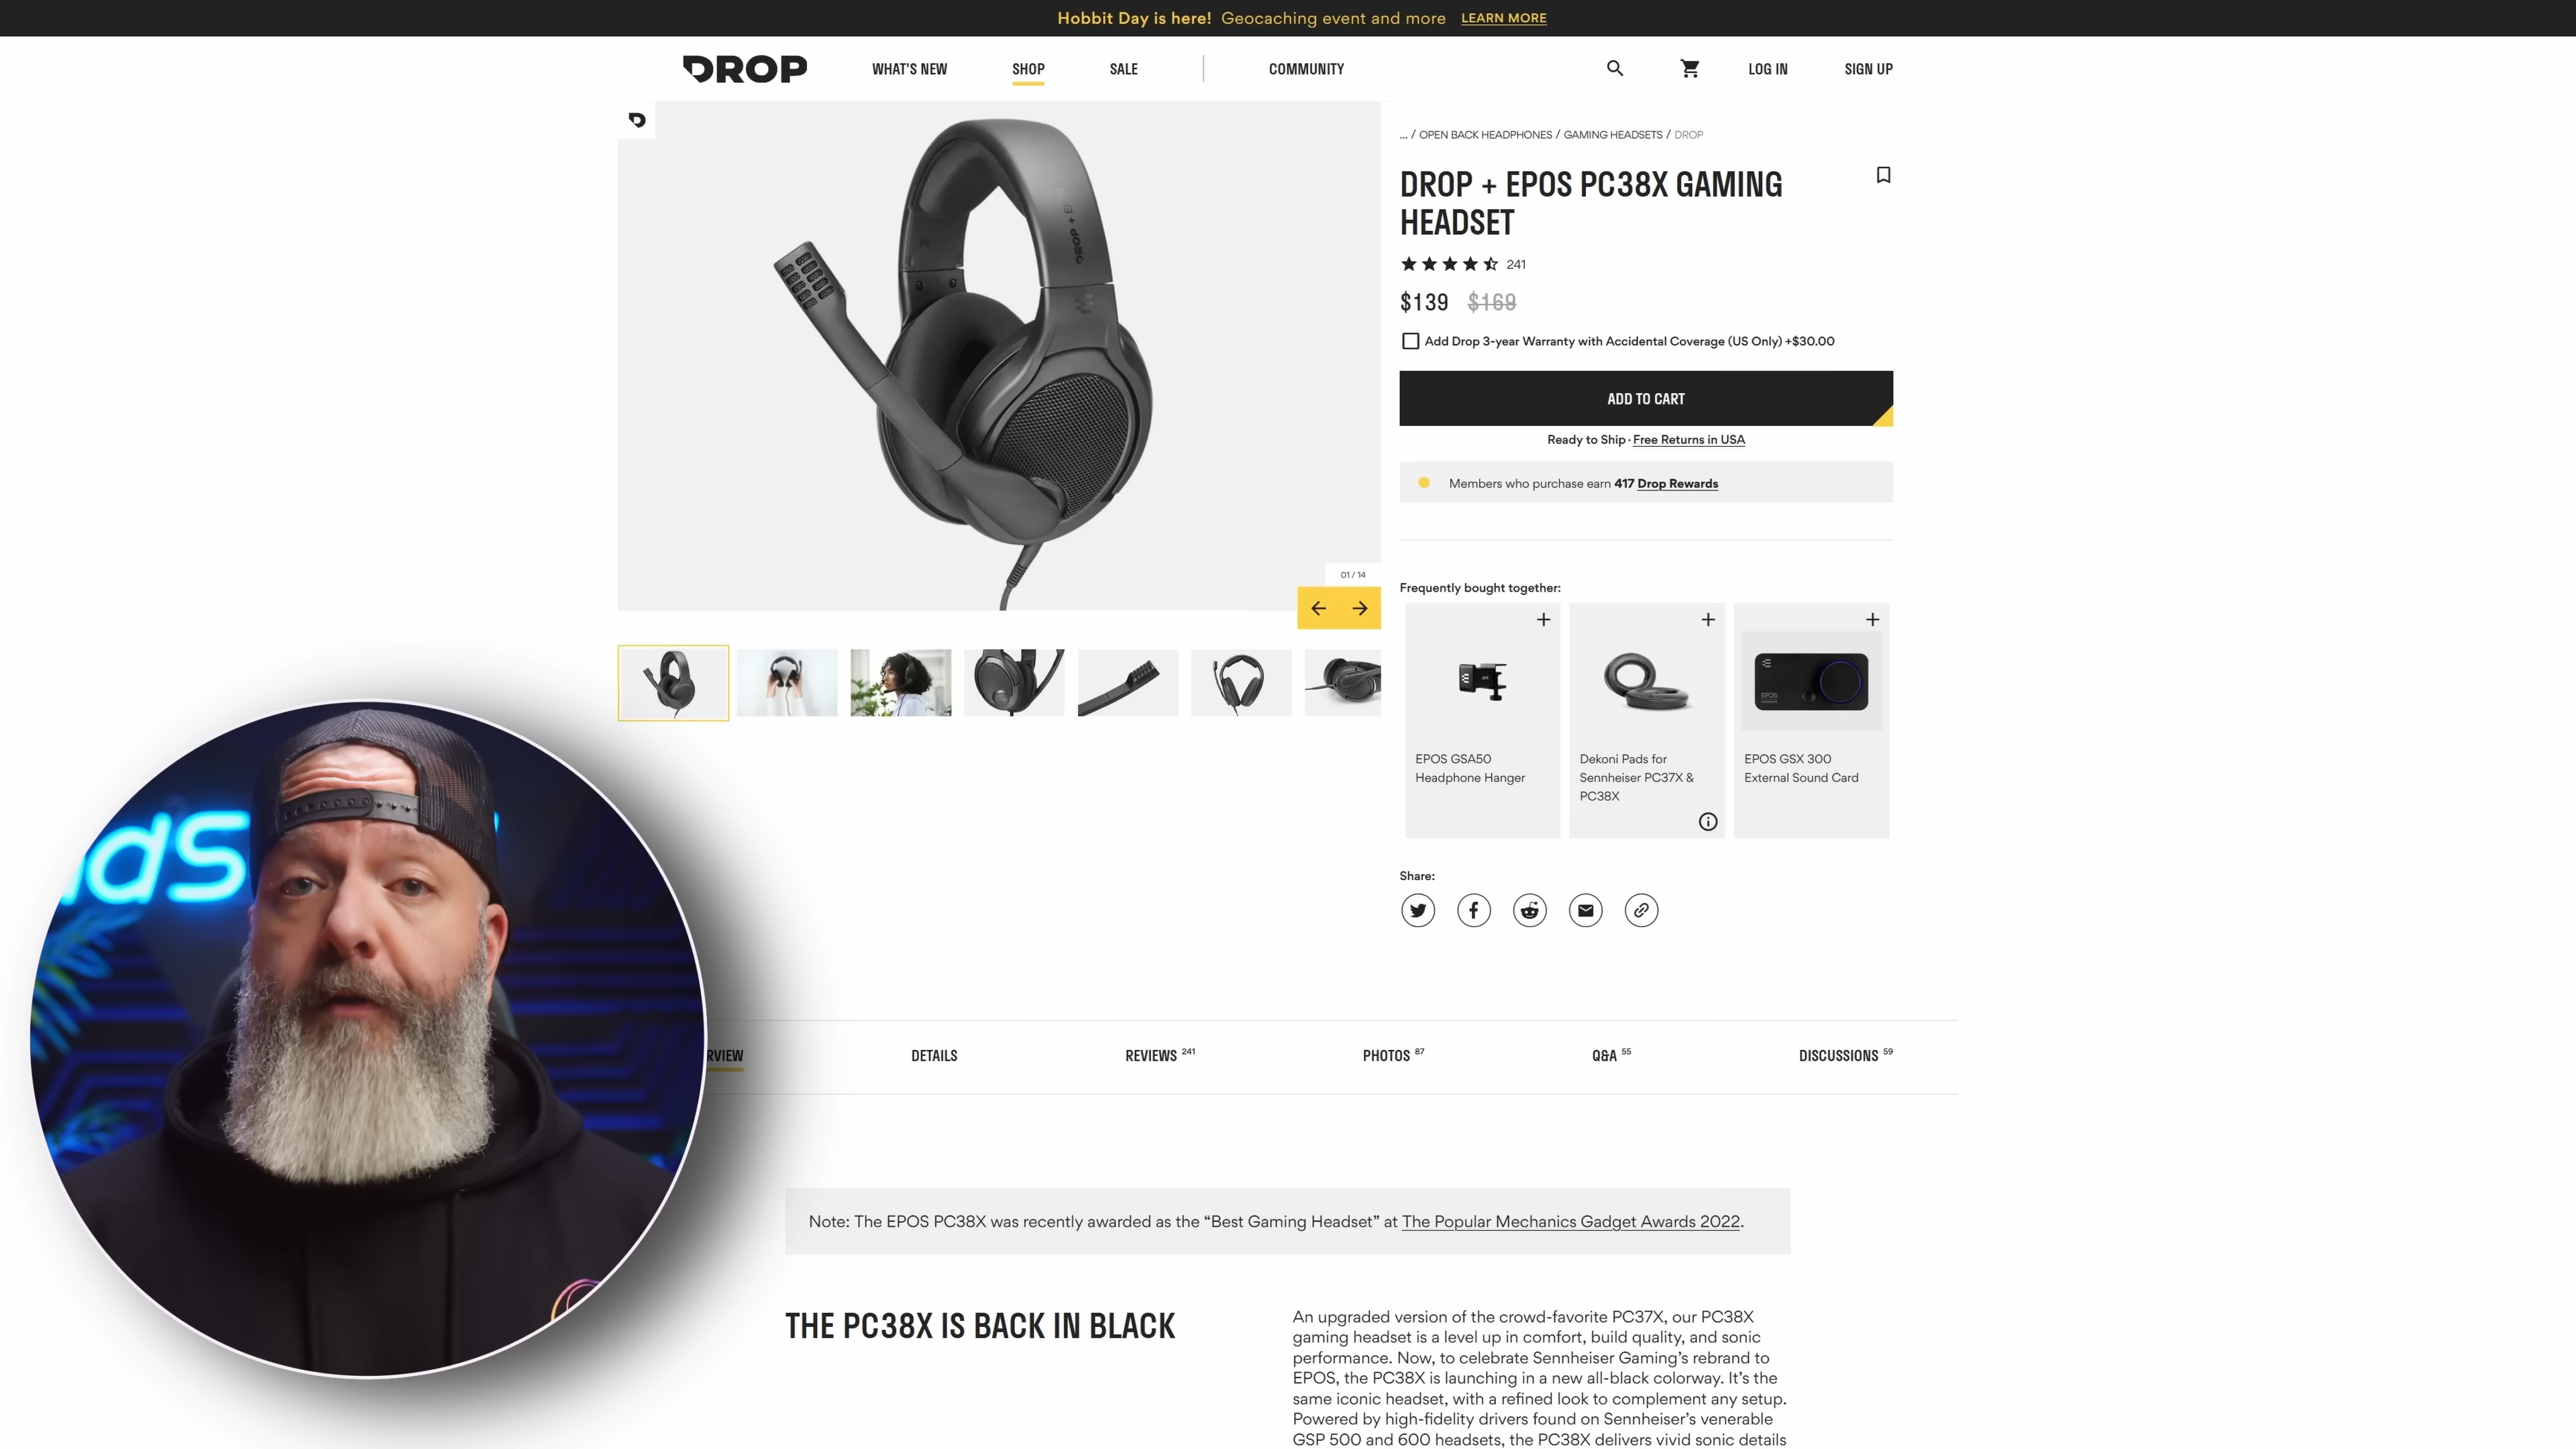 Hobbit Day is here! Geocaching event and more LEARN MORE
DROP WHAT'S NEW SHOP SALE COMMUNITY LOG IN SIGN UP
... / OPEN BACK HEADPHONES / GAMING HEADSETS / DROP
DROP + EPOS PC38X GAMING
HEADSET
241
$139 $169
Add Drop 3-year Warranty with Accidental Coverage (US Only) +$30.00
ADD TO CART
Ready to Ship · Free Returns in USA
Members who purchase earn 417 Drop Rewards
DROP +
01 / 14
Frequently bought together:
EPOS
EPOS GSA50
Headphone Hanger
Dekoni Pads for
Sennheiser PC37X &
PC38X
EPOS GSX 300
External Sound Card
Share:
ds
RVIEW DETAILS REVIEWS 241 PHOTOS 87 Q&A 55 DISCUSSIONS 59
Note: The EPOS PC38X was recently awarded as the “Best Gaming Headset” at The Popular Mechanics Gadget Awards 2022.
THE PC38X IS BACK IN BLACK
An upgraded version of the crowd-favorite PC37X, our PC38X
gaming headset is a level up in comfort, build quality, and sonic
performance. Now, to celebrate Sennheiser Gaming’s rebrand to
EPOS, the PC38X is launching in a new all-black colorway. It’s the
same iconic headset, with a refined look to complement any setup.
Powered by high-fidelity drivers found on Sennheiser’s venerable
GSP 500 and 600 headsets, the PC38X delivers vivid sonic details